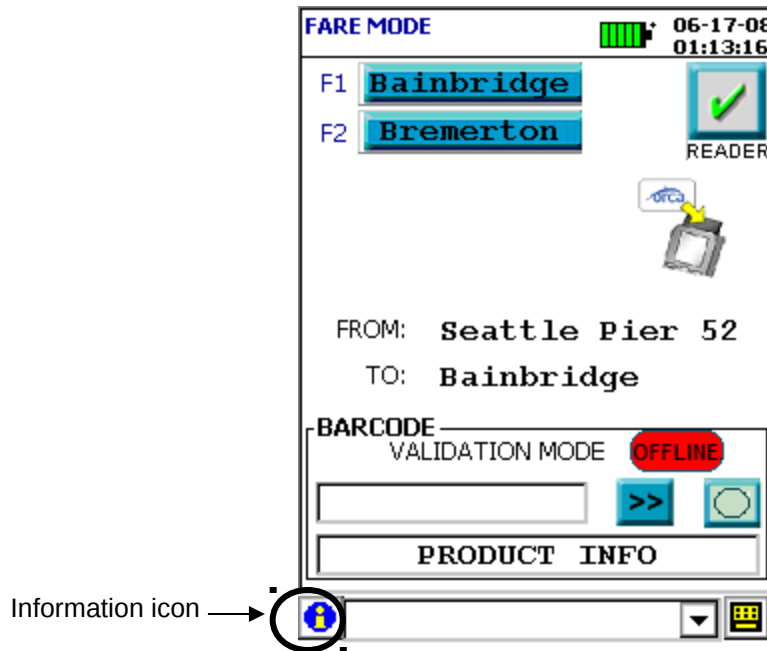 FARE MODE
06-17-08
01:13:16
F1 Bainbridge
F2 Bremerton
READER
orca
FROM: Seattle Pier 52
TO: Bainbridge
BARCODE
VALIDATION MODE OFFLINE
>>
PRODUCT INFO
Information icon
i